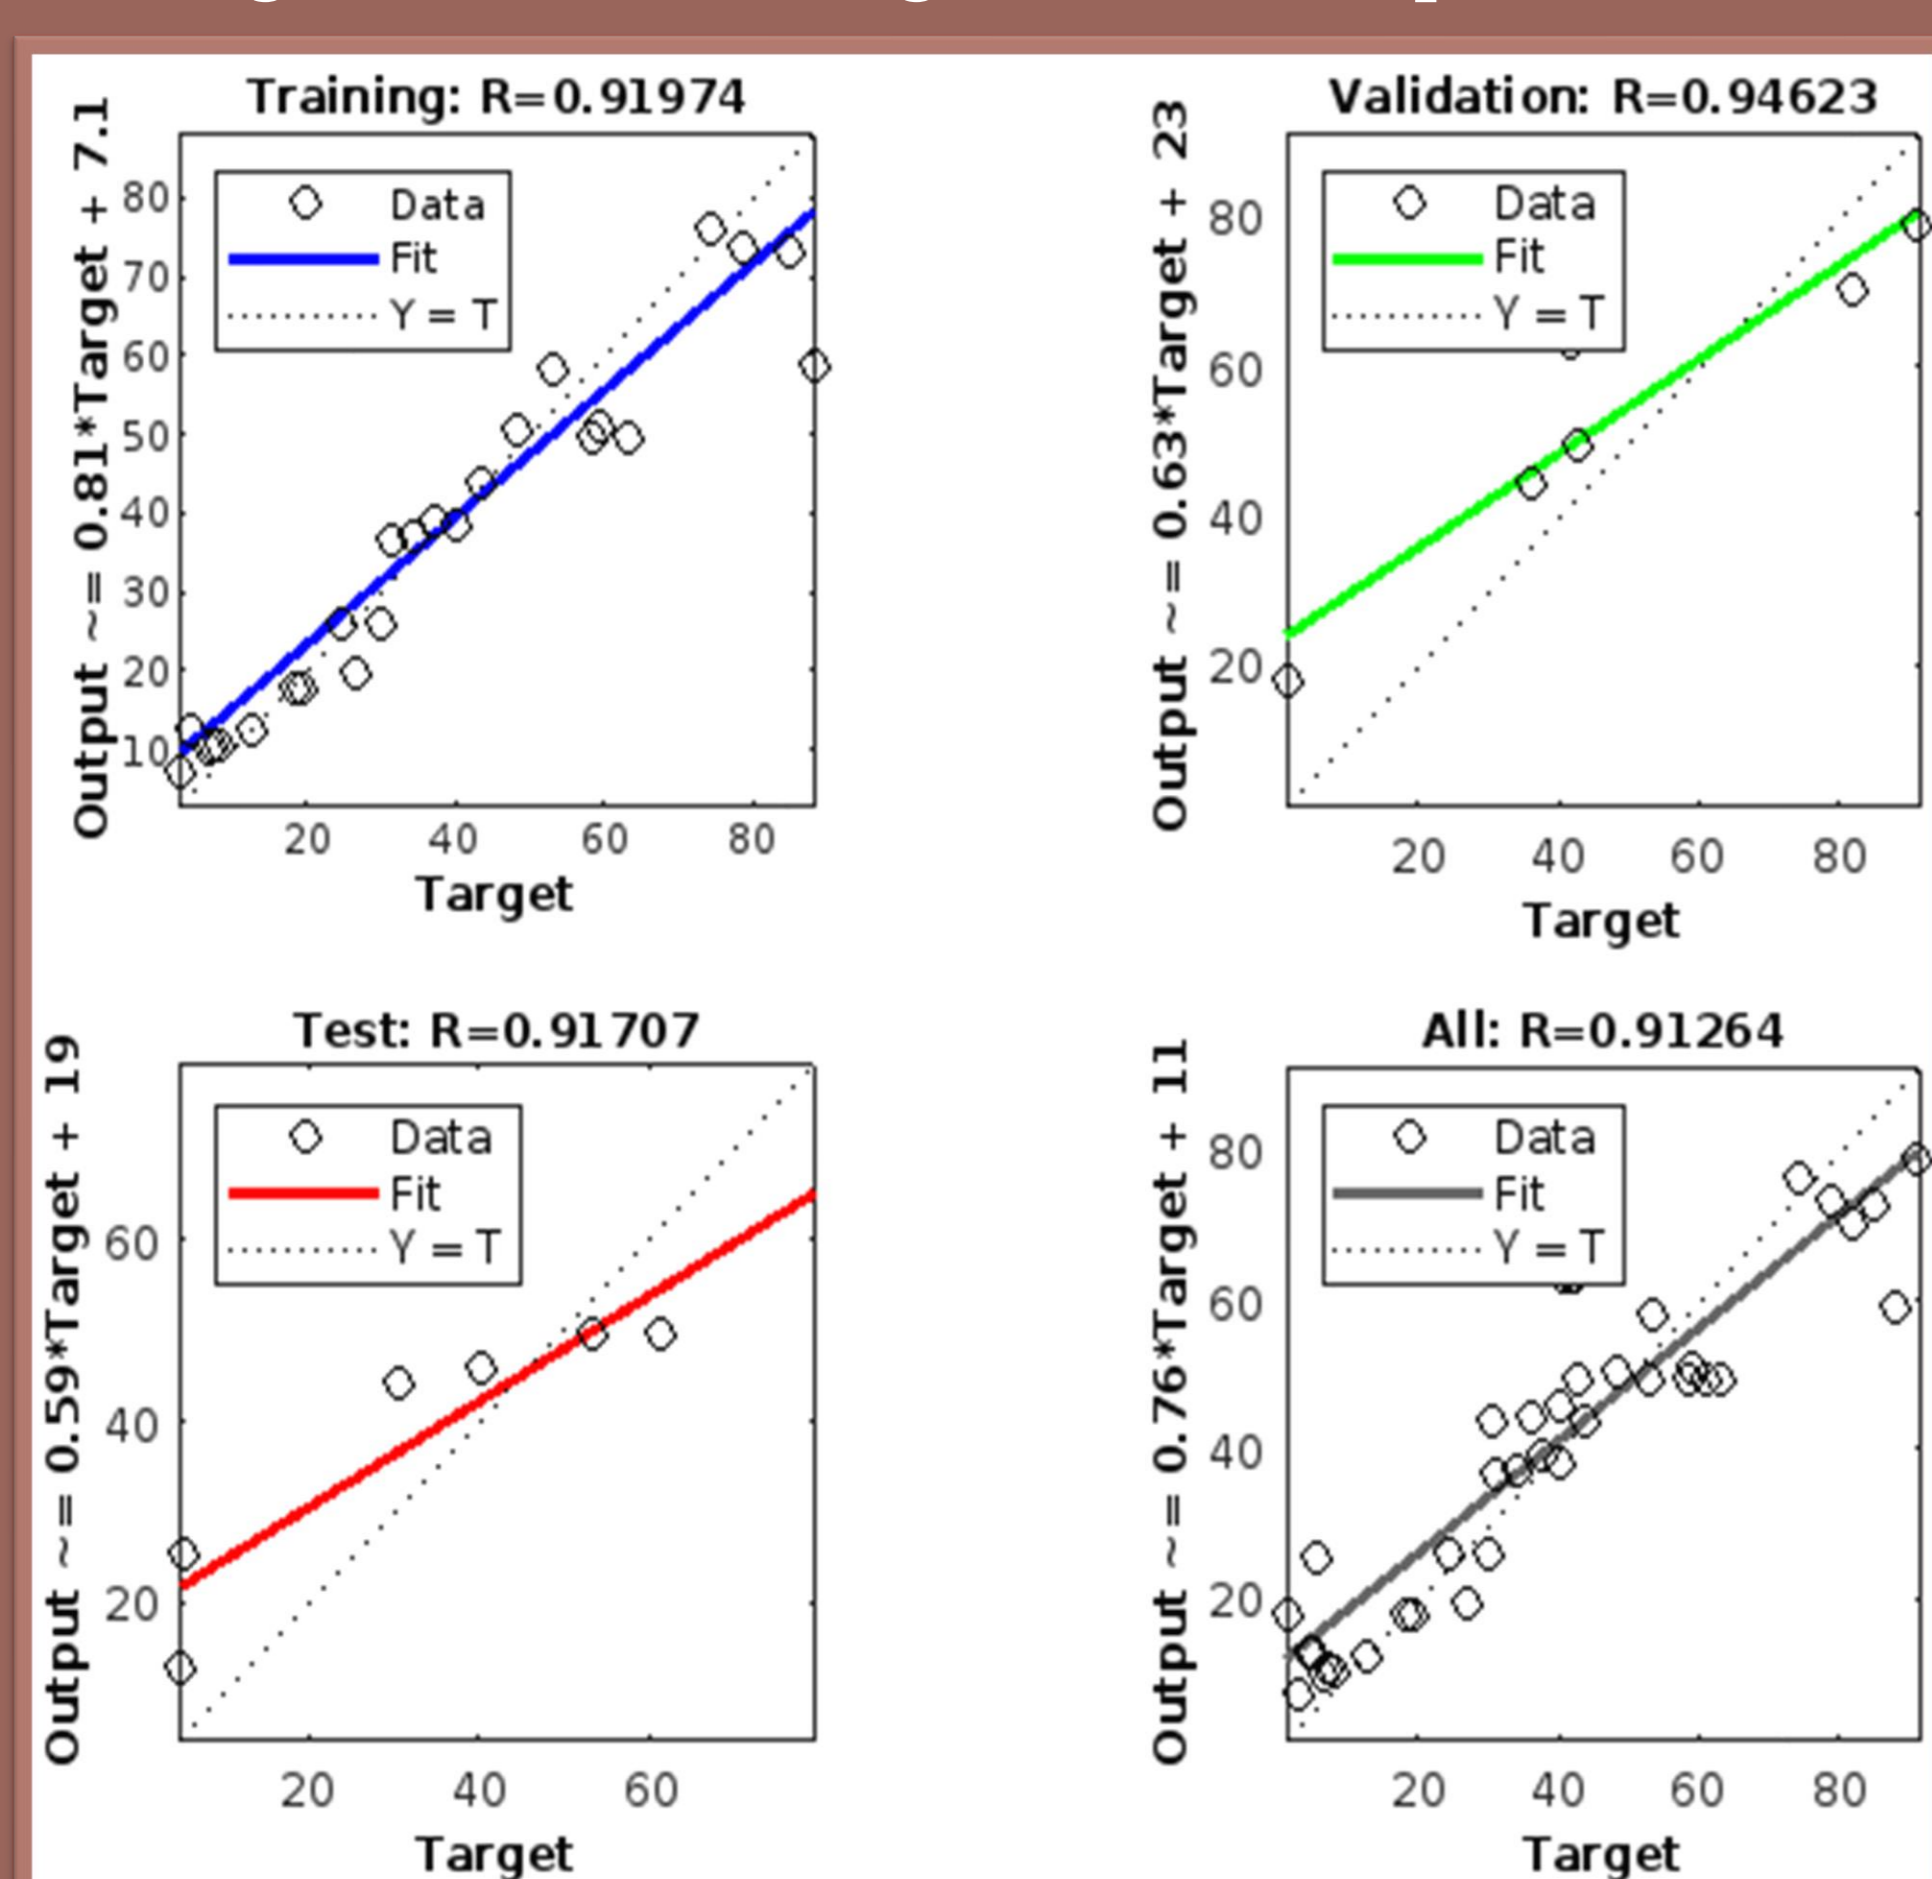 Training: R=0.91974
Output ~= 0.81*Target + 7.1
Data
Fit
Y = T
80
70
60
50
40
30
20
10
20 40 60 80
Target
Validation: R=0.94623
Output ~= 0.63*Target + 23
Data
Fit
Y = T
80
60
40
20
20 40 60 80
Target
Test: R=0.91707
Output ~= 0.59*Target + 19
Data
Fit
Y = T
60
40
20
20 40 60
Target
All: R=0.91264
Output ~= 0.76*Target + 11
Data
Fit
Y = T
80
60
40
20
20 40 60 80
Target